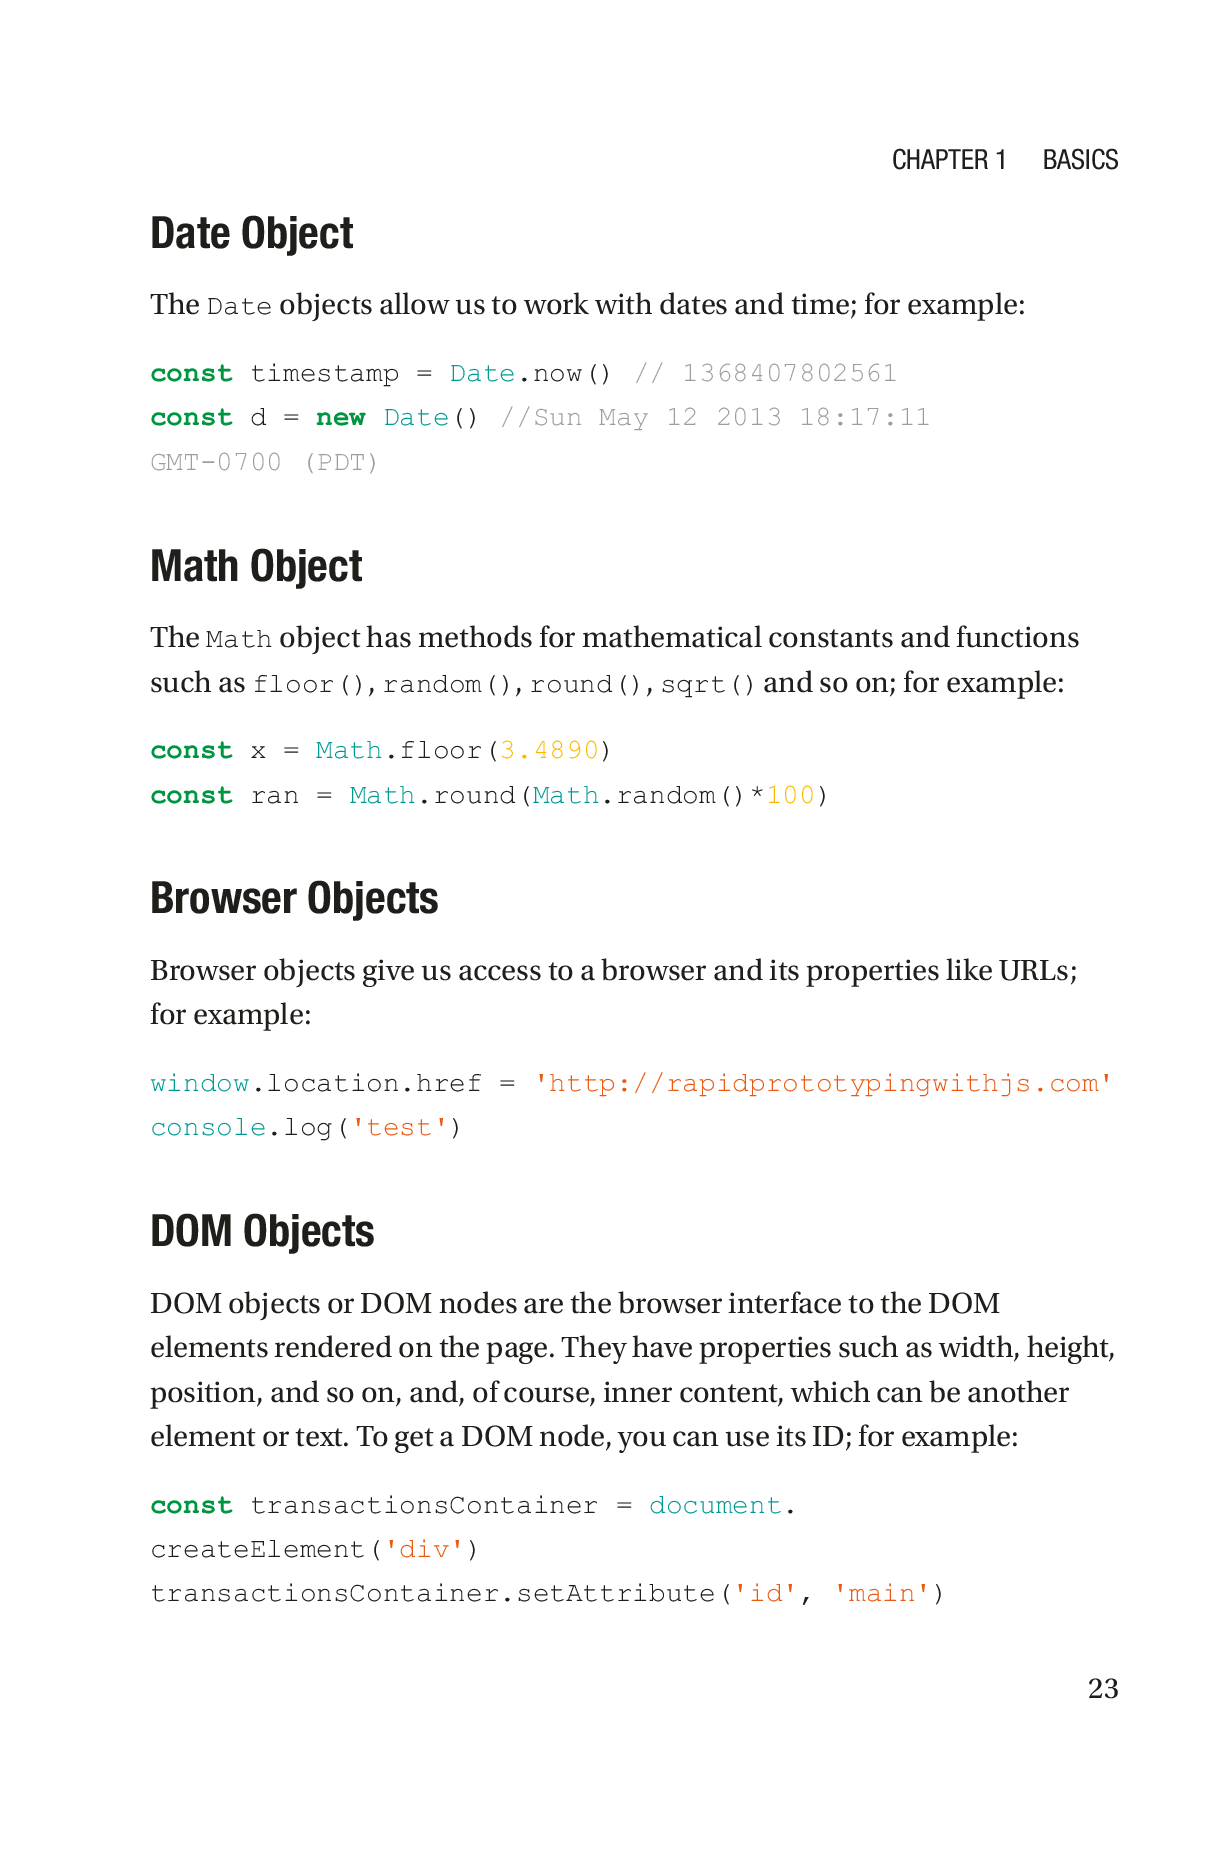 CHAPTER 1 BASICS
Date Object
The Date objects allow us to work with dates and time; for example:
const timestamp = Date.now() // 1368407802561
const d = new Date() //Sun May 12 2013 18:17:11
GMT-0700 (PDT)
Math Object
The Math object has methods for mathematical constants and functions
such as floor(), random(), round(), sqrt() and so on; for example:
const x = Math.floor(3.4890)
const ran = Math.round(Math.random()*100)
Browser Objects
Browser objects give us access to a browser and its properties like URLs;
for example:
window.location.href = 'http://rapidprototypingwithjs.com'
console.log('test')
DOM Objects
DOM objects or DOM nodes are the browser interface to the DOM
elements rendered on the page. They have properties such as width, height,
position, and so on, and, of course, inner content, which can be another
element or text. To get a DOM node, you can use its ID; for example:
const transactionsContainer = document.
createElement('div')
transactionsContainer.setAttribute('id', 'main')
23